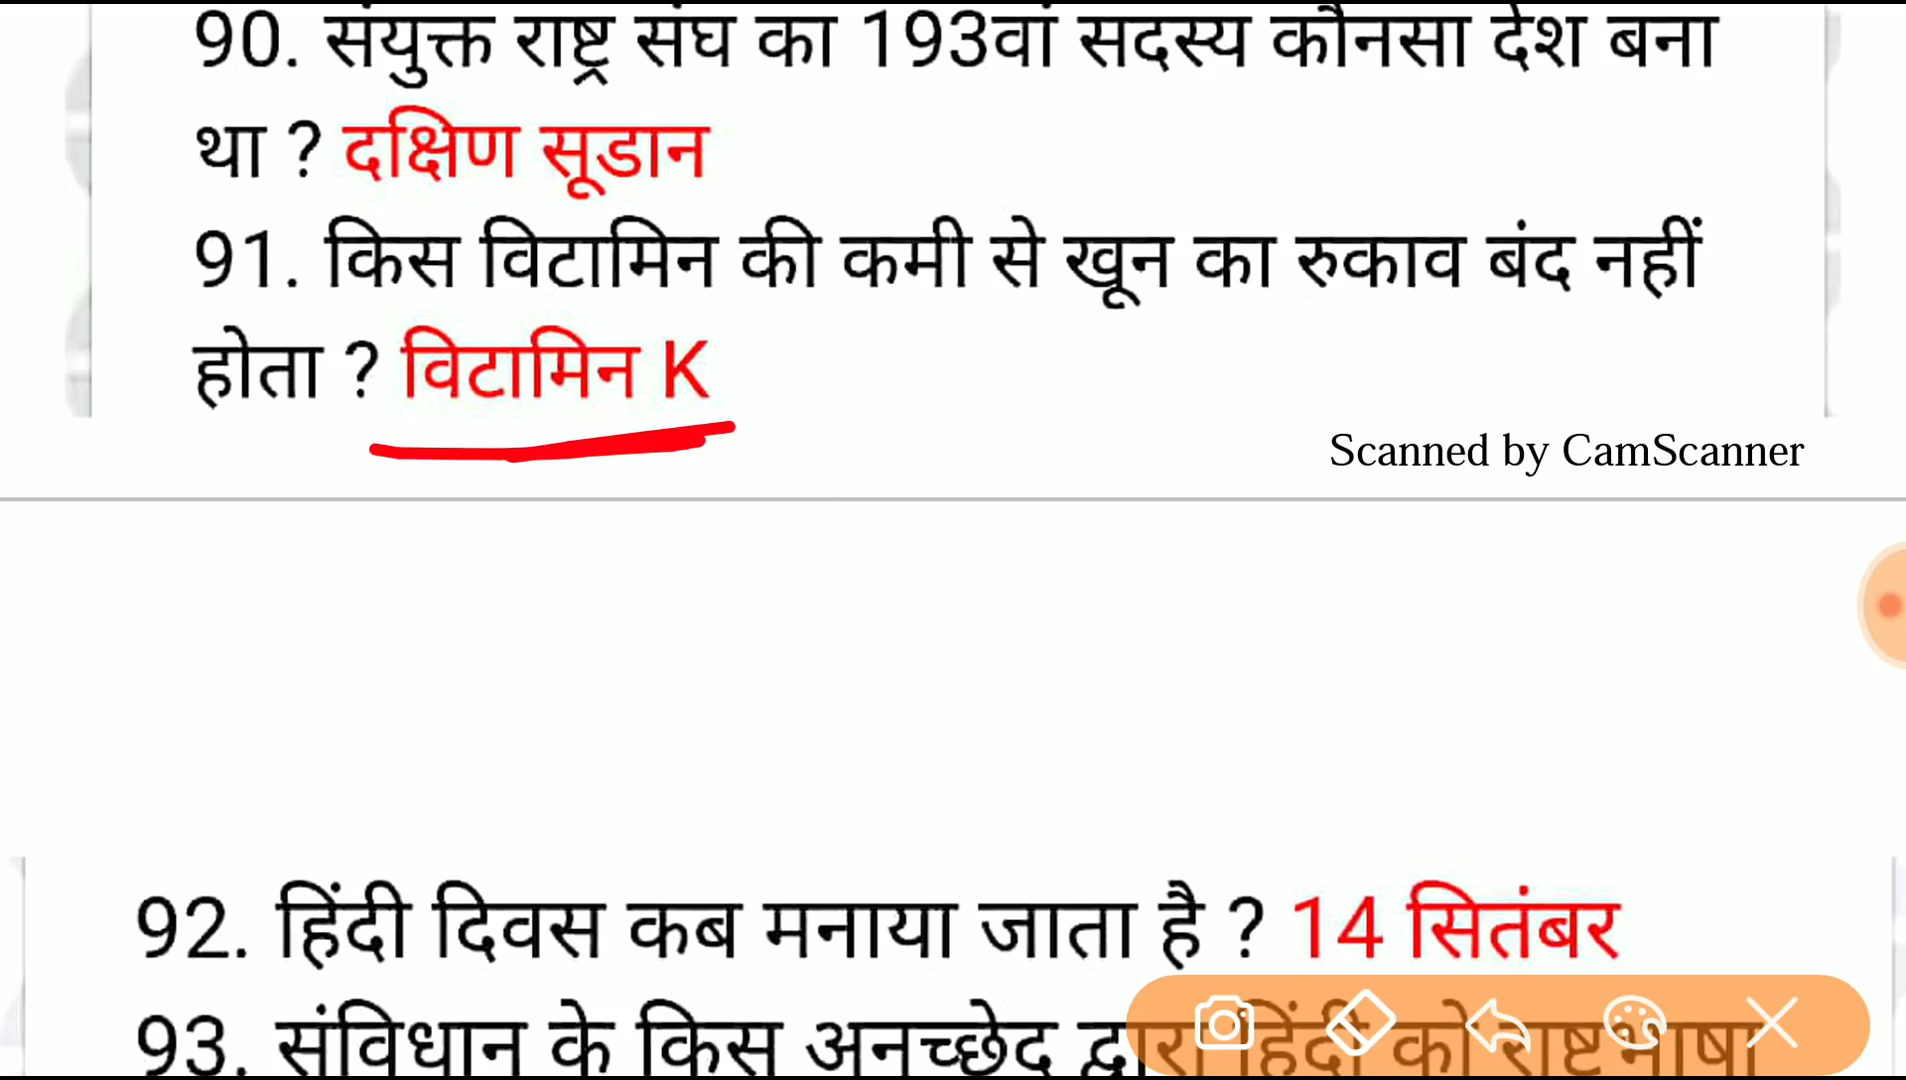 90. संयुक्त राष्ट्र संघ का 193वां सदस्य कौनसा देश बना
था ? दक्षिण सूडान
91. किस विटामिन की कमी से खून का रुकाव बंद नहीं
होता ? विटामिन K
Scanned by CamScanner
92. हिंदी दिवस कब मनाया जाता है ? 14 सितंबर
93. संविधान के किस अनुच्छेद द्वारा हिंदी को राष्ट्रभाषा